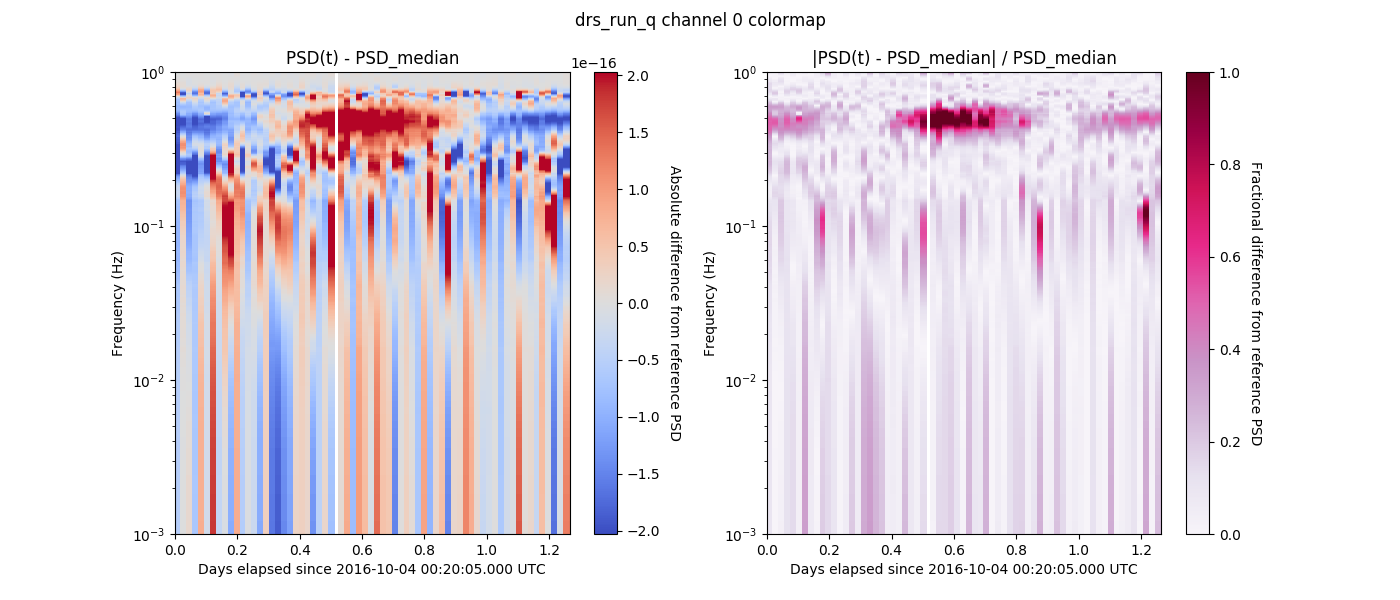 drs_run_q channel 0 colormap
PSD(t) - PSD_median
1e−16
10⁰
10⁻¹
10⁻²
10⁻³
Frequency (Hz)
0.0 0.2 0.4 0.6 0.8 1.0 1.2
Days elapsed since 2016-10-04 00:20:05.000 UTC
2.0
1.5
1.0
0.5
0.0
−0.5
−1.0
−1.5
−2.0
Absolute difference from reference PSD
|PSD(t) - PSD_median| / PSD_median
10⁰
10⁻¹
10⁻²
10⁻³
Frequency (Hz)
0.0 0.2 0.4 0.6 0.8 1.0 1.2
Days elapsed since 2016-10-04 00:20:05.000 UTC
1.0
0.8
0.6
0.4
0.2
0.0
Fractional difference from reference PSD